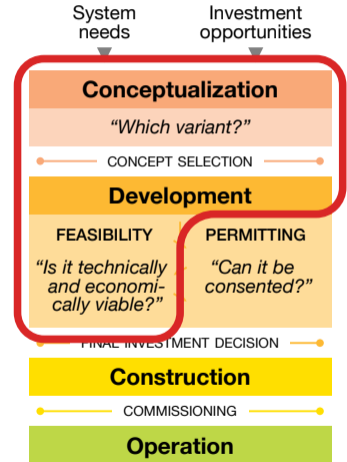 System
needs
Investment
opportunities
Conceptualization
“Which variant?”
CONCEPT SELECTION
Development
FEASIBILITY
“Is it technically
and economi-
cally viable?”
PERMITTING
“Can it be
consented?”
FINAL INVESTMENT DECISION
Construction
COMMISSIONING
Operation